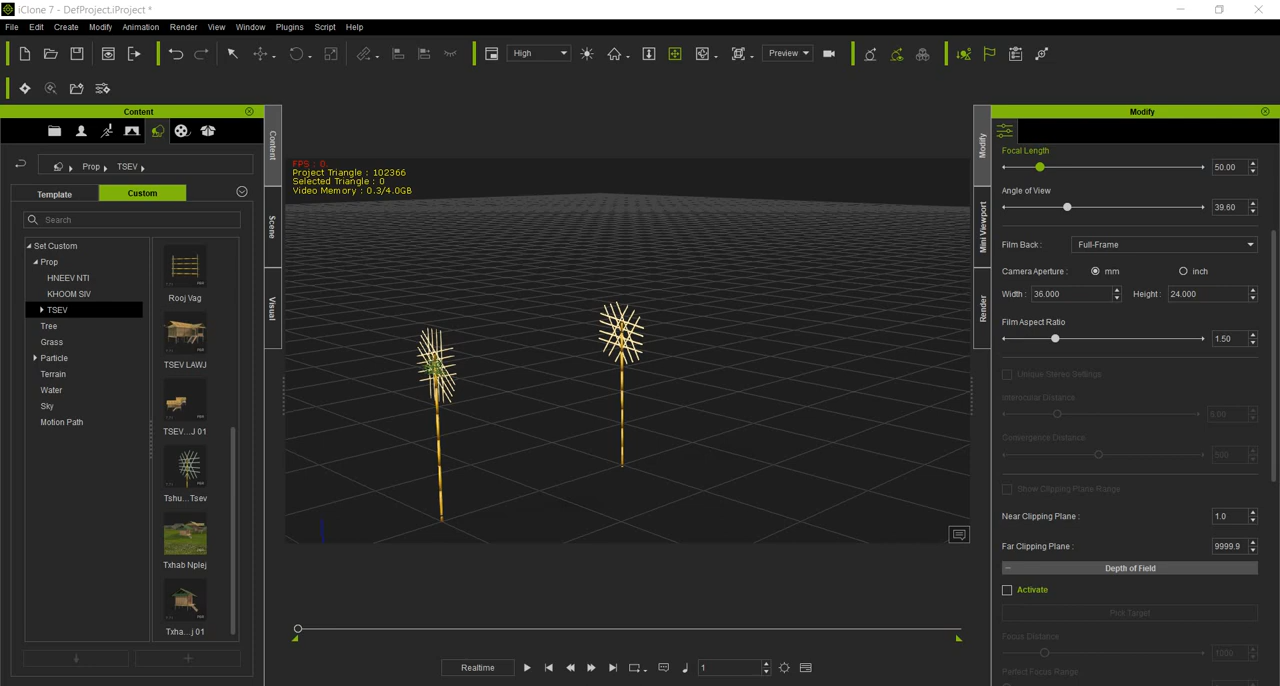 iClone 7 - DefProject.iProject *
File Edit Create Modify Animation Render View Window Plugins Script Help
High
Preview
Content
Modify
Prop TSEV
Template Custom
Search
Set Custom
Prop
HNEEV NTI
KHOOM SIV
TSEV
Tree
Grass
Particle
Terrain
Water
Sky
Motion Path
Rooj Vag
TSEV LAWJ
TSEV...J 01
Tshu...Tsev
Txhab Nplej
Txha...j 01
Content
Scene
Visual
FPS : 0.
Project Triangle : 102366
Selected Triangle : 0
Video Memory : 0.3/4.0GB
Realtime
1
Modify
Mini Viewport
Render
Focal Length
50.00
Angle of View
39.60
Film Back : Full-Frame
Camera Aperture : mm inch
Width : 36.000 Height : 24.000
Film Aspect Ratio
1.50
Unique Stereo Settings
Interocular Distance
Convergence Distance
Show Clipping Plane Range
Near Clipping Plane : 1.0
Far Clipping Plane : 9999.9
Depth of Field
Activate
Pick Target
Focus Distance
1000
Perfect Focus Range